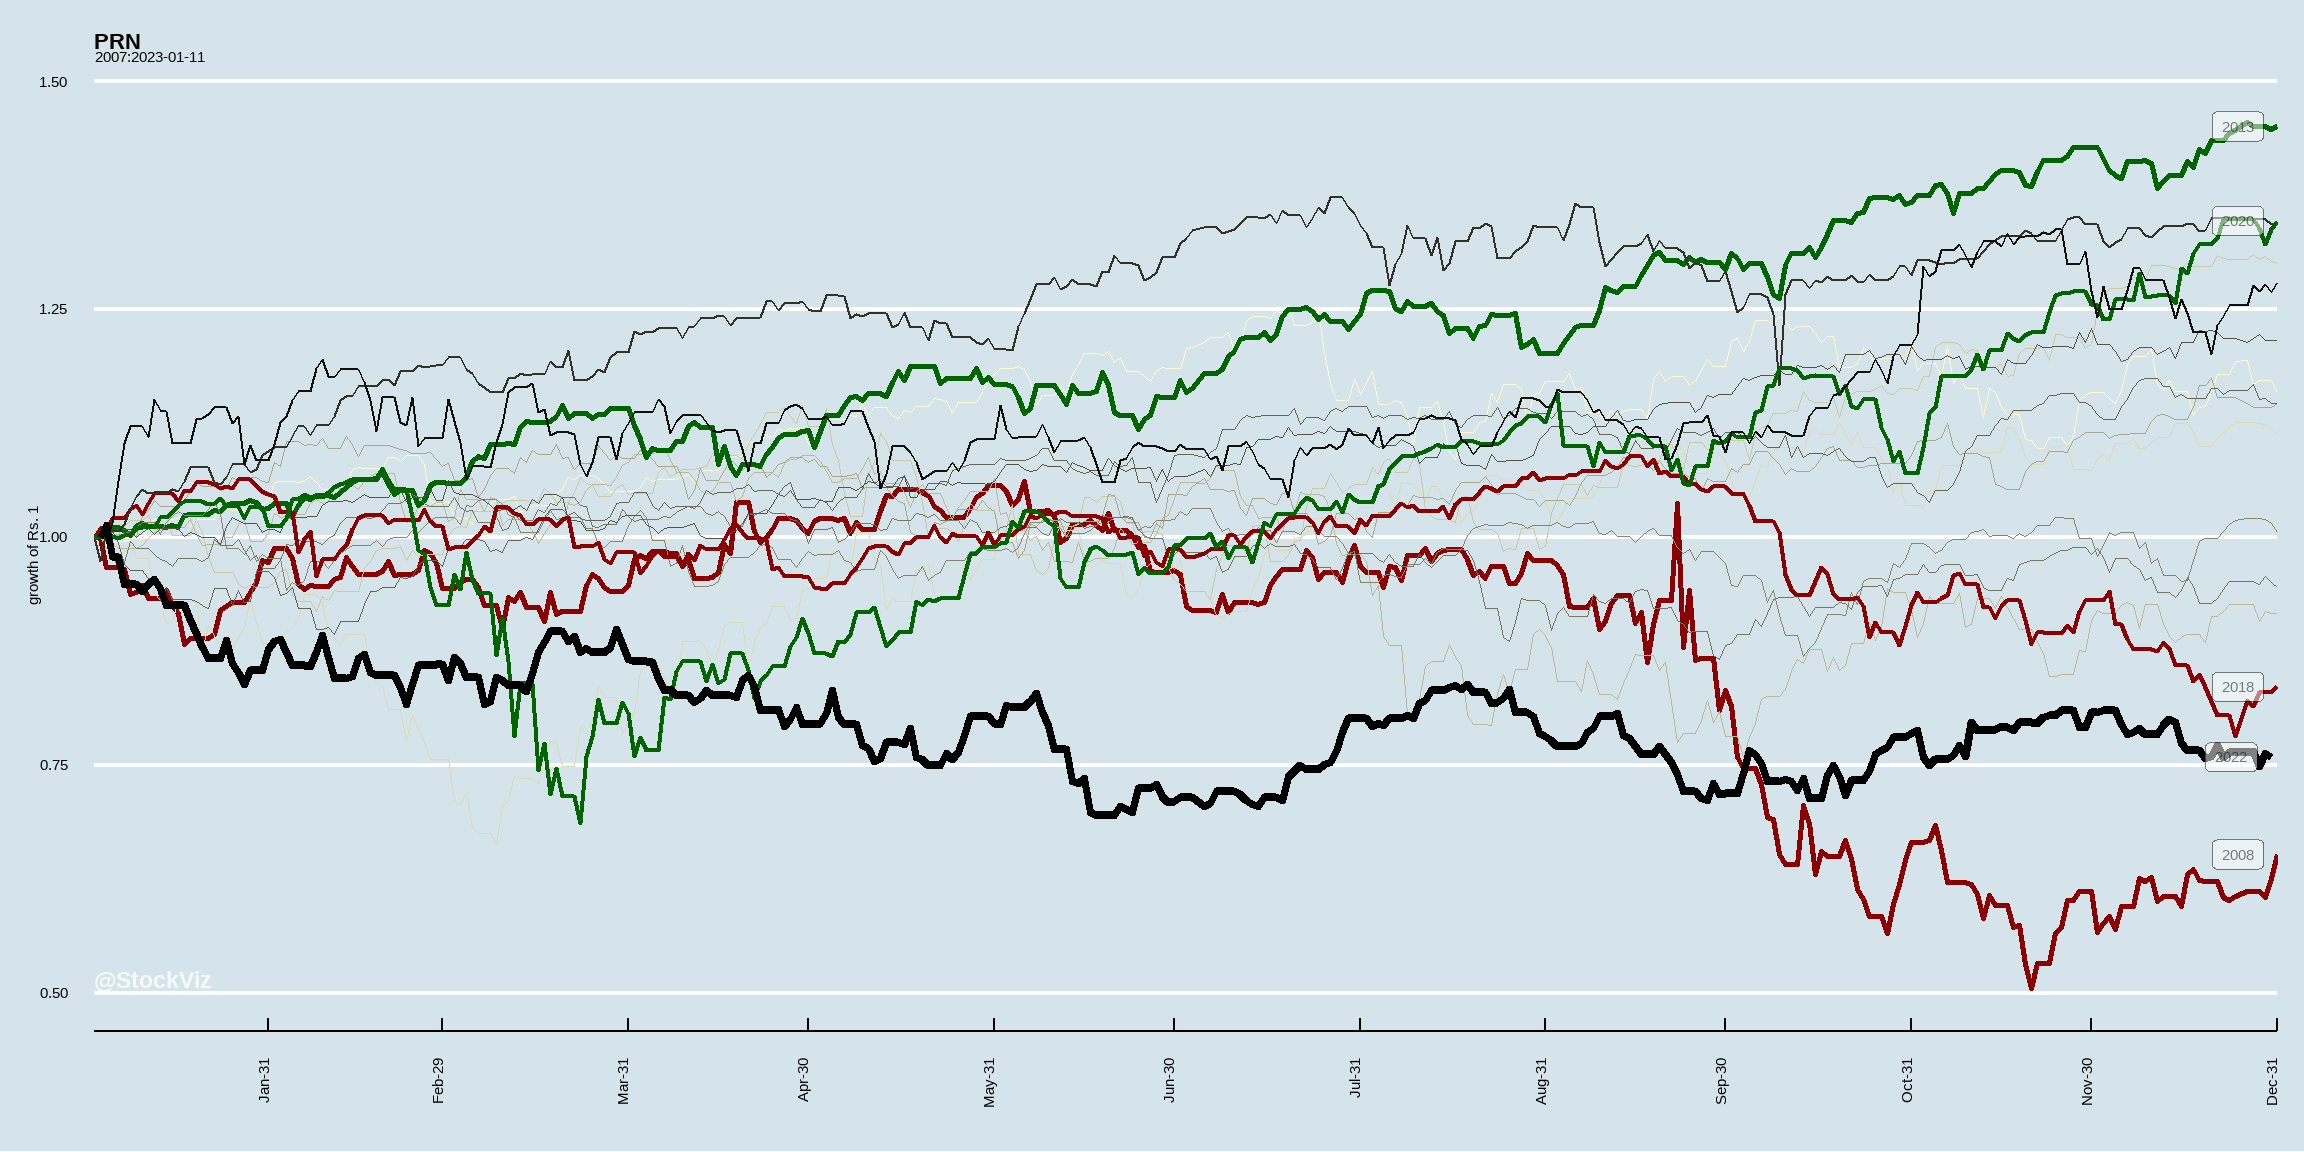 PRN
2007:2023-01-11
1.50
1.25
1.00
0.75
0.50
growth of Rs. 1
2013
2020
2018
2022
2008
@StockViz
Jan-31
Feb-29
Mar-31
Apr-30
May-31
Jun-30
Jul-31
Aug-31
Sep-30
Oct-31
Nov-30
Dec-31